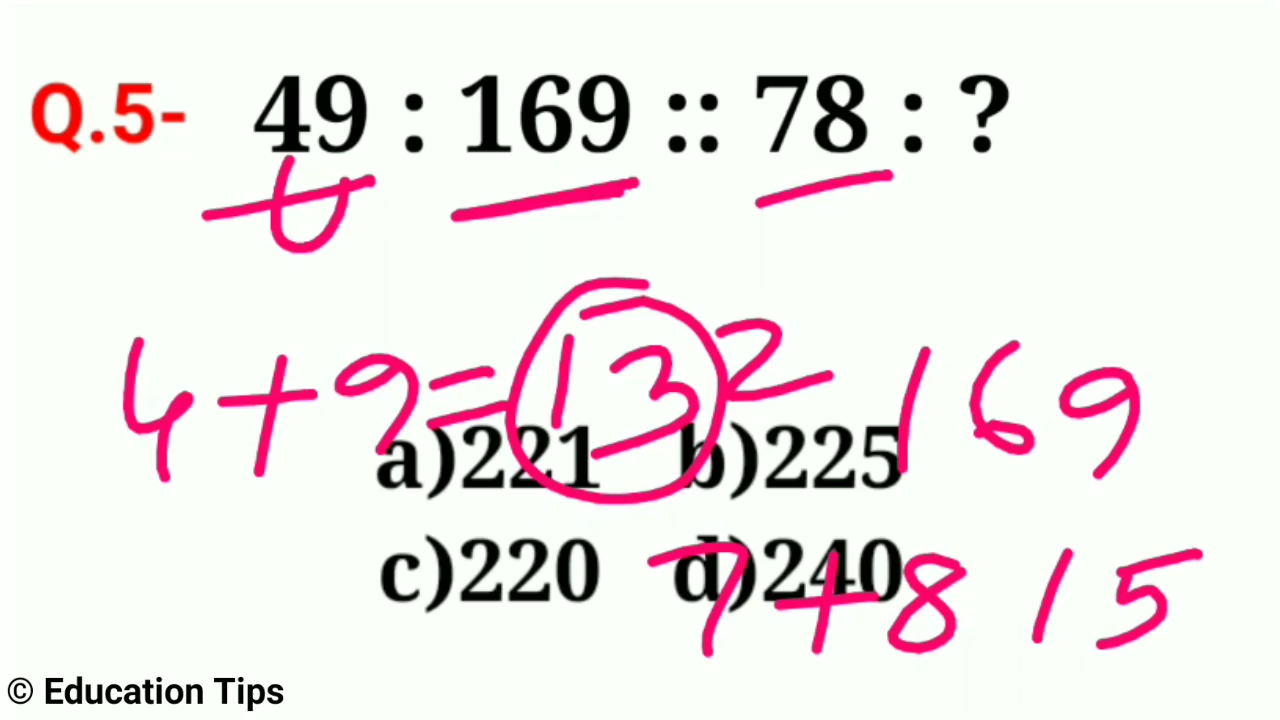 Q.5- 49 : 169 :: 78 : ?
4+9=13² 169
a)221 b)225
c)220 d)240
7+8 15
© Education Tips